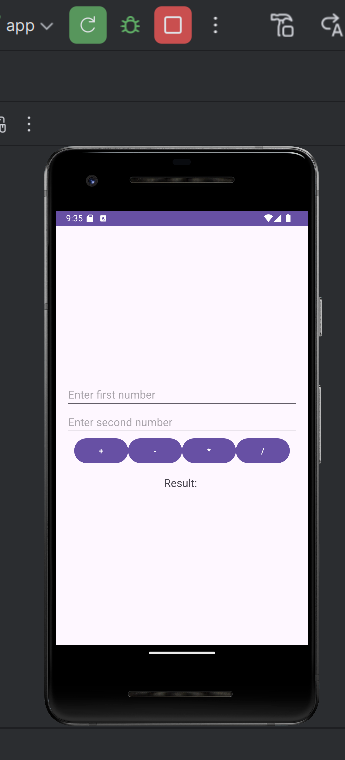 app
9:35
Enter first number
Enter second number
+ - * /
Result: